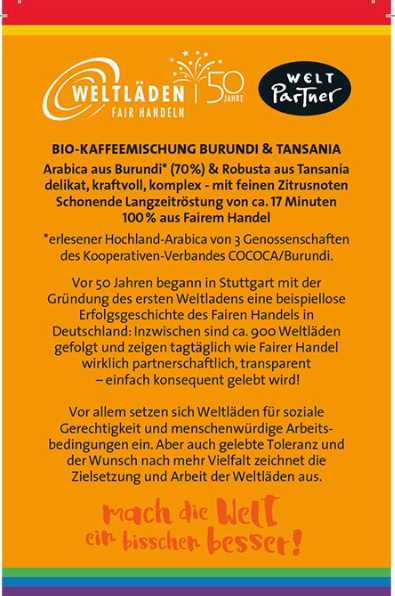 WELTLÄDEN
FAIR HANDELN
50
JAHRE
WELT
PaRTner
BIO-KAFFEEMISCHUNG BURUNDI & TANSANIA
Arabica aus Burundi* (70%) & Robusta aus Tansania
delikat, kraftvoll, komplex - mit feinen Zitrusnoten
Schonende Langzeitröstung von ca. 17 Minuten
100% aus Fairem Handel
*erlesener Hochland-Arabica von 3 Genossenschaften
des Kooperativen-Verbandes COCOCA/Burundi.
Vor 50 Jahren begann in Stuttgart mit der
Gründung des ersten Weltladens eine beispiellose
Erfolgsgeschichte des Fairen Handels in
Deutschland: Inzwischen sind ca. 900 Weltläden
gefolgt und zeigen tagtäglich wie Fairer Handel
wirklich partnerschaftlich, transparent
– einfach konsequent gelebt wird!
Vor allem setzen sich Weltläden für soziale
Gerechtigkeit und menschenwürdige Arbeits-
bedingungen ein. Aber auch gelebte Toleranz und
der Wunsch nach mehr Vielfalt zeichnet die
Zielsetzung und Arbeit der Weltläden aus.
mach die Welt
ein bisschen besser!